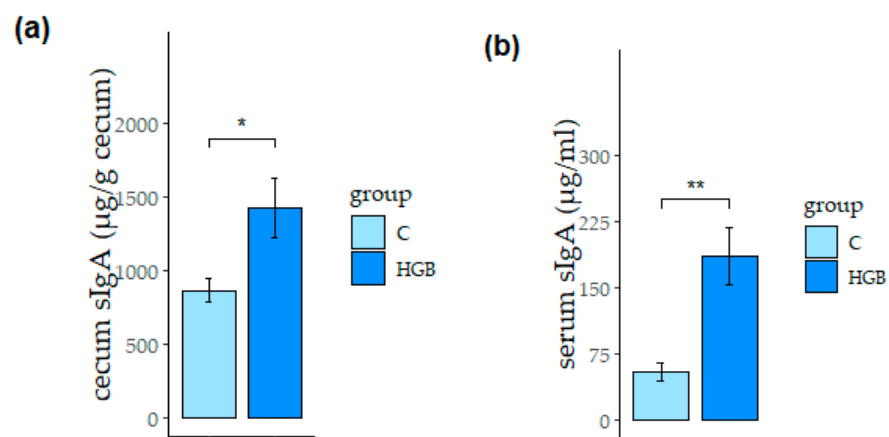 (a)
cecum sIgA (µg/g cecum)
2000
1500
1000
500
0
*
group
C
HGB
(b)
serum sIgA (µg/ml)
300
225
150
75
0
**
group
C
HGB